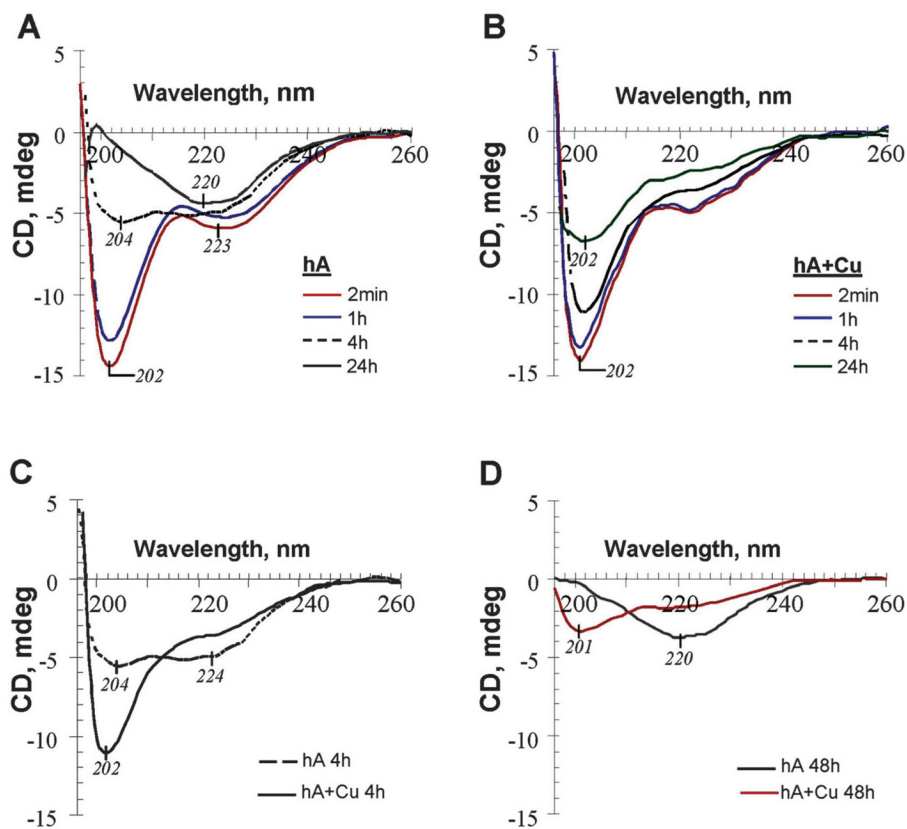 A
5
Wavelength, nm
0
200
220
240
260
220
-5
204
223
CD, mdeg
hA
-10
2min
1h
4h
-15
202
24h
B
5
Wavelength, nm
0
200
220
240
260
-5
202
CD, mdeg
hA+Cu
-10
2min
1h
4h
-15
202
24h
C
5
Wavelength, nm
0
200
220
240
260
CD, mdeg
-5
204
224
-10
202
hA 4h
hA+Cu 4h
-15
D
5
Wavelength, nm
0
200
220
240
260
CD, mdeg
201
220
-5
-10
hA 48h
hA+Cu 48h
-15